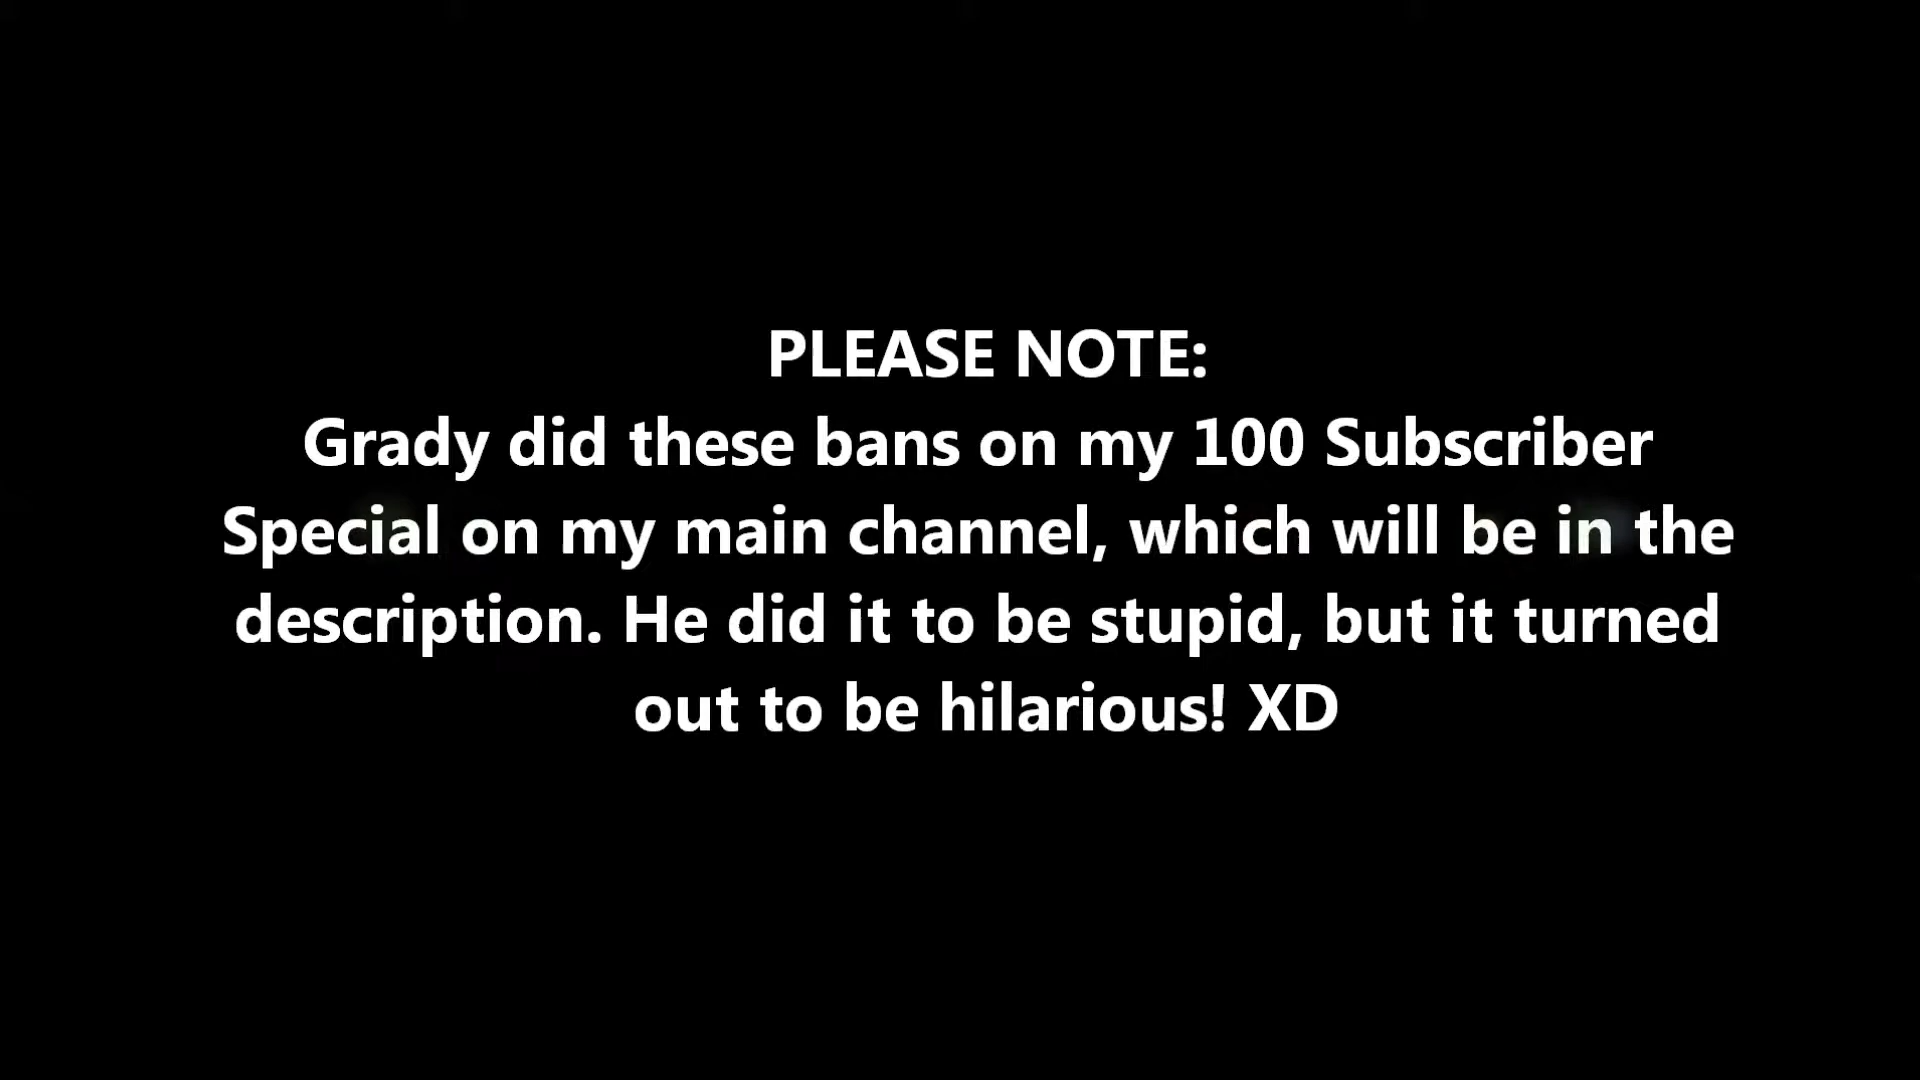 PLEASE NOTE:
Grady did these bans on my 100 Subscriber
Special on my main channel, which will be in the
description. He did it to be stupid, but it turned
out to be hilarious! XD